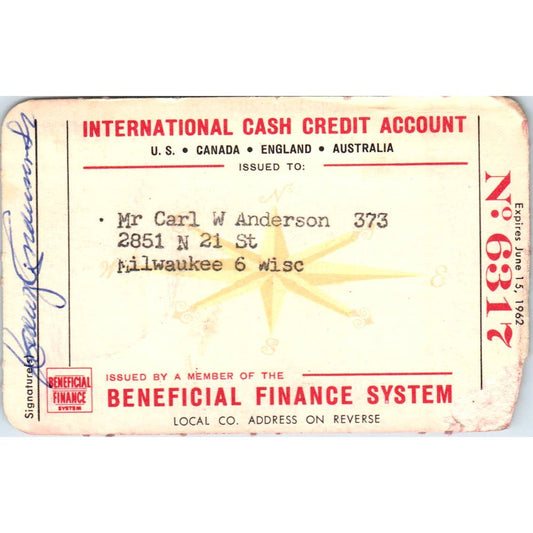 INTERNATIONAL CASH CREDIT ACCOUNT
U. S. • CANADA • ENGLAND • AUSTRALIA
ISSUED TO:
Mr Carl W Anderson 373
2851 N 21 St
Milwaukee 6 Wisc
N
E
S
ISSUED BY A MEMBER OF THE
BENEFICIAL FINANCE SYSTEM
LOCAL CO. ADDRESS ON REVERSE
BENEFICIAL
FINANCE
SYSTEM
Signature(s)
Nº 6317
Expires June 15, 1962